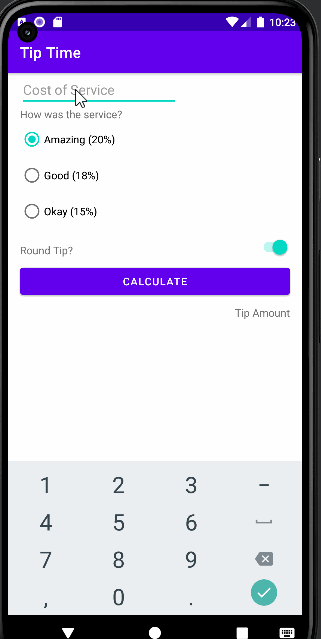 10:23
Tip Time
Cost of Service
How was the service?
Amazing (20%)
Good (18%)
Okay (15%)
Round Tip?
CALCULATE
Tip Amount
1 2 3 –
4 5 6
7 8 9
, 0 .